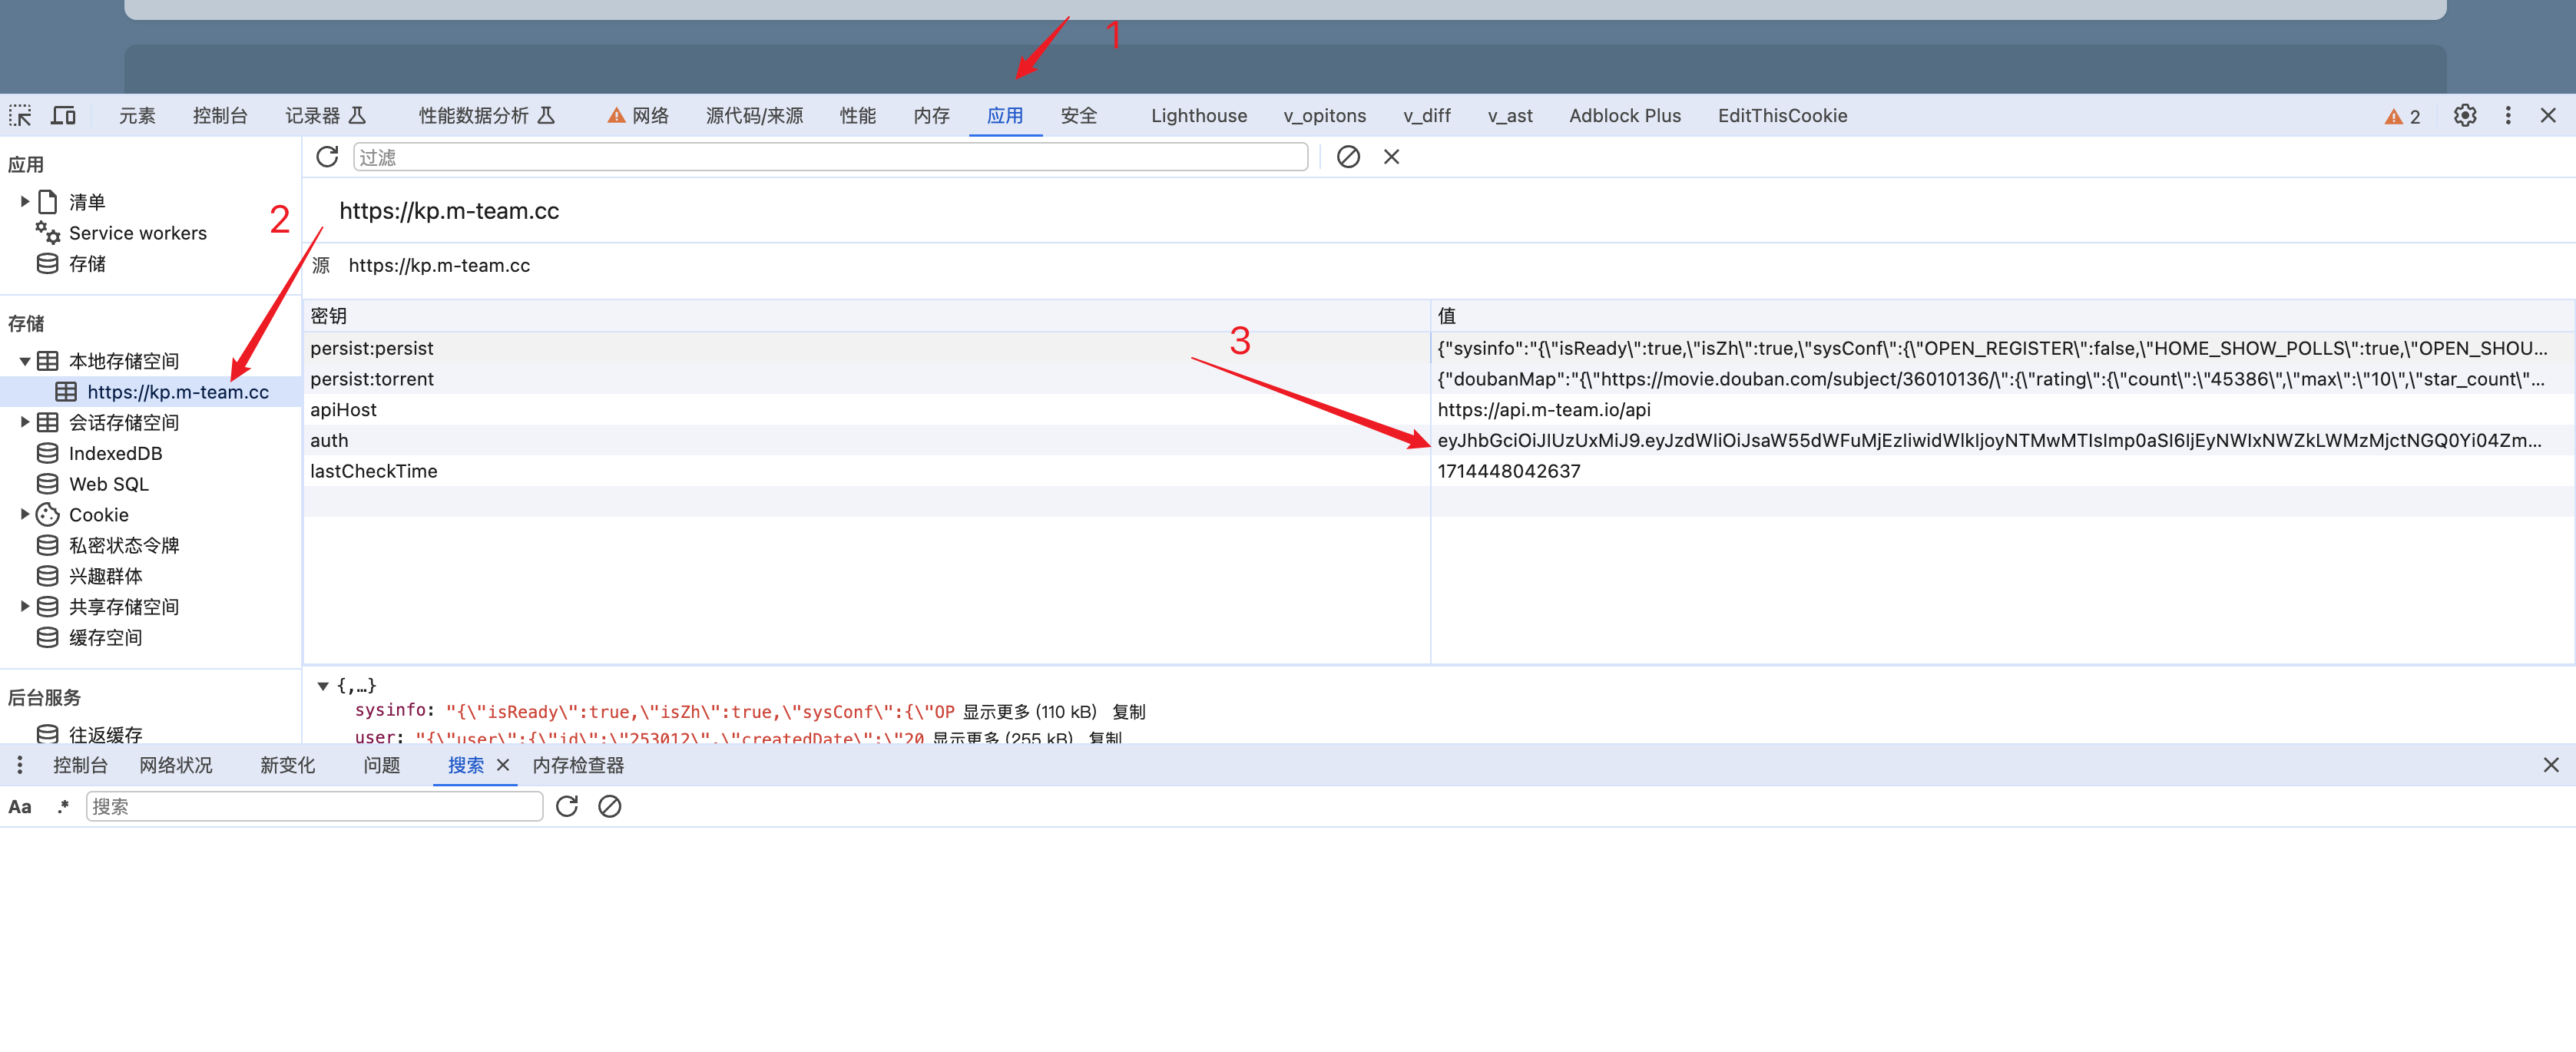 1
元素 控制台 记录器 性能数据分析 网络 源代码/来源 性能 内存 应用 安全 Lighthouse v_opitons v_diff v_ast Adblock Plus EditThisCookie 2
应用
过滤
清单
https://kp.m-team.cc
2
Service workers
存储
源 https://kp.m-team.cc
存储
密钥 值
3
persist:persist {"sysinfo":"{\"isReady\":true,\"isZh\":true,\"sysConf\":{\"OPEN_REGISTER\":false,\"HOME_SHOW_POLLS\":true,\"OPEN_SHOU...
本地存储空间
persist:torrent {"doubanMap":"{\"https://movie.douban.com/subject/36010136/\":{\"rating\":{\"count\":\"45386\",\"max\":\"10\",\"star_count\"...
https://kp.m-team.cc
apiHost https://api.m-team.io/api
会话存储空间
auth
IndexedDB
lastCheckTime 1714448042637
Web SQL
Cookie
私密状态令牌
兴趣群体
共享存储空间
缓存空间
{,…}
后台服务
sysinfo: "{\"isReady\":true,\"isZh\":true,\"sysConf\":{\"OP 显示更多 (110 kB) 复制
往返缓存
user: "{\"user\":{\"id\":\"253012\",\"createdDate\":\"20 显示更多 (255 kB) 复制
控制台 网络状况 新变化 问题 搜索 内存检查器
Aa .* 搜索